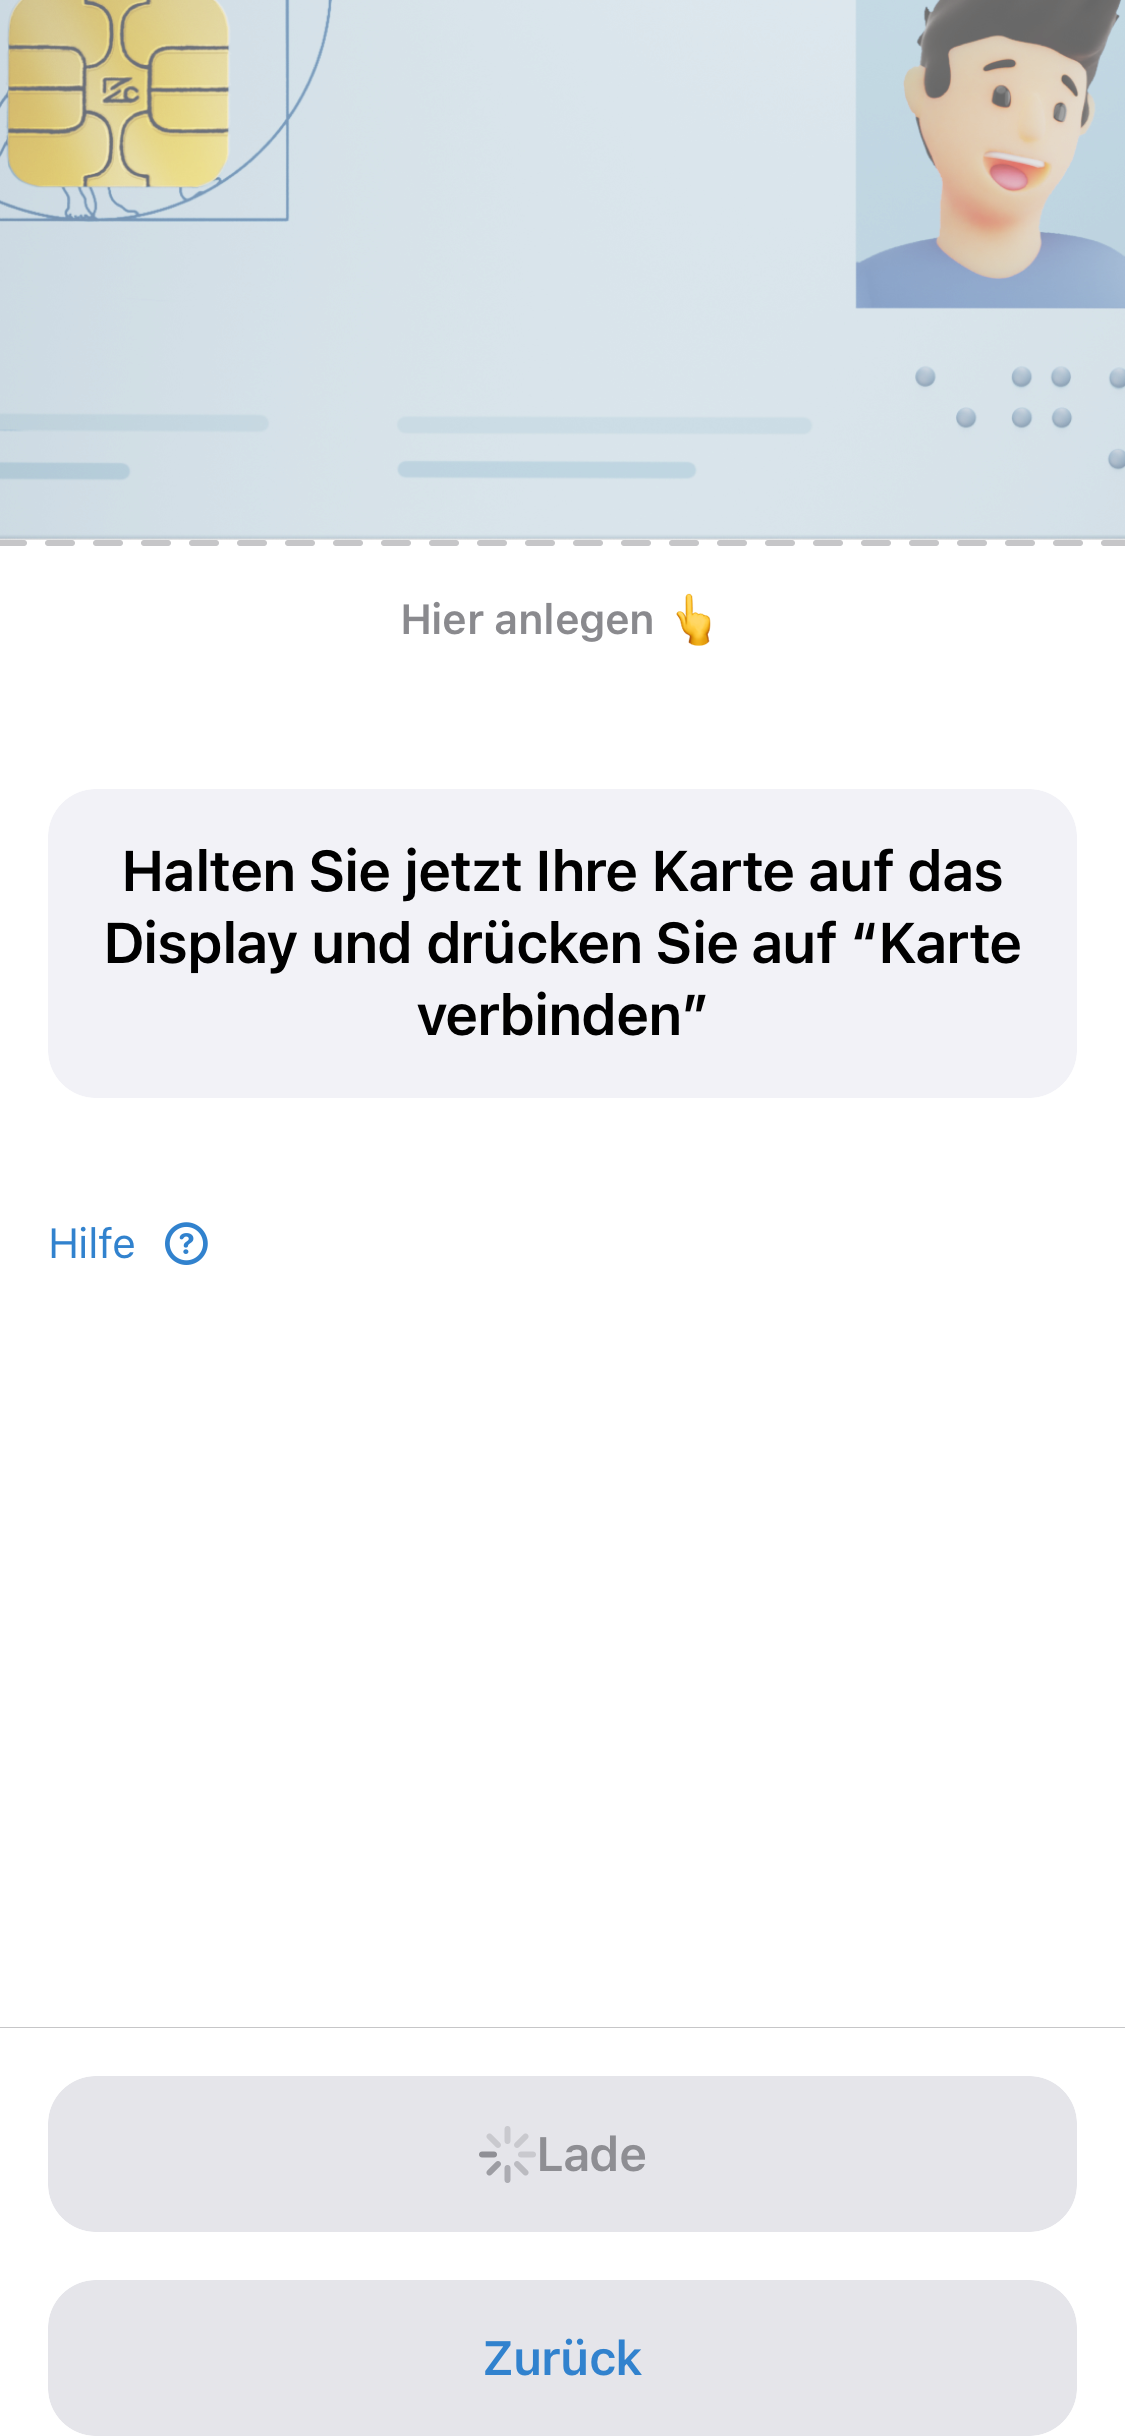 Hier anlegen 👆
Halten Sie jetzt Ihre Karte auf das
Display und drücken Sie auf “Karte
verbinden”
Hilfe ?
Lade
Zurück